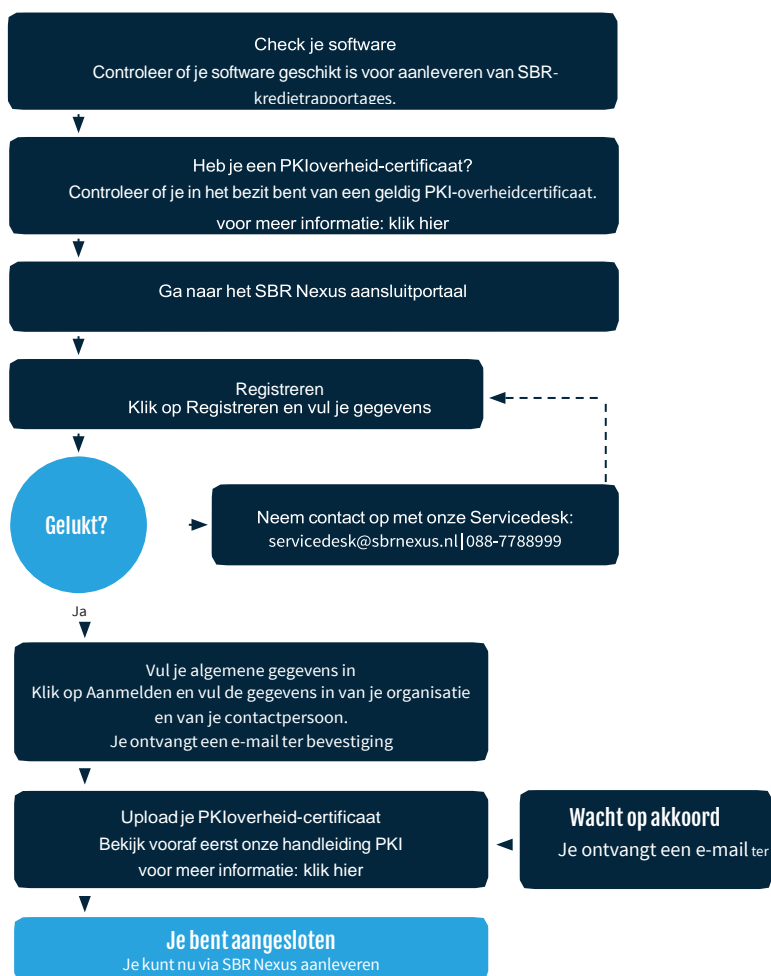 Check je software
Controleer of je software geschikt is voor aanleveren van SBR-
kredietrapportages.
Heb je een PKIoverheid-certificaat?
Controleer of je in het bezit bent van een geldig PKI-overheidcertificaat.
voor meer informatie: klik hier
Ga naar het SBR Nexus aansluitportaal
Registreren
Klik op Registreren en vul je gegevens
Gelukt?
Neem contact op met onze Servicedesk:
servicedesk@sbrnexus.nl|088-7788999
Ja
Vul je algemene gegevens in
Klik op Aanmelden en vul de gegevens in van je organisatie
en van je contactpersoon.
Je ontvangt een e-mail ter bevestiging
Upload je PKIoverheid-certificaat
Bekijk vooraf eerst onze handleiding PKI
voor meer informatie: klik hier
Wacht op akkoord
Je ontvangt een e-mail ter
Je bent aangesloten
Je kunt nu via SBR Nexus aanleveren